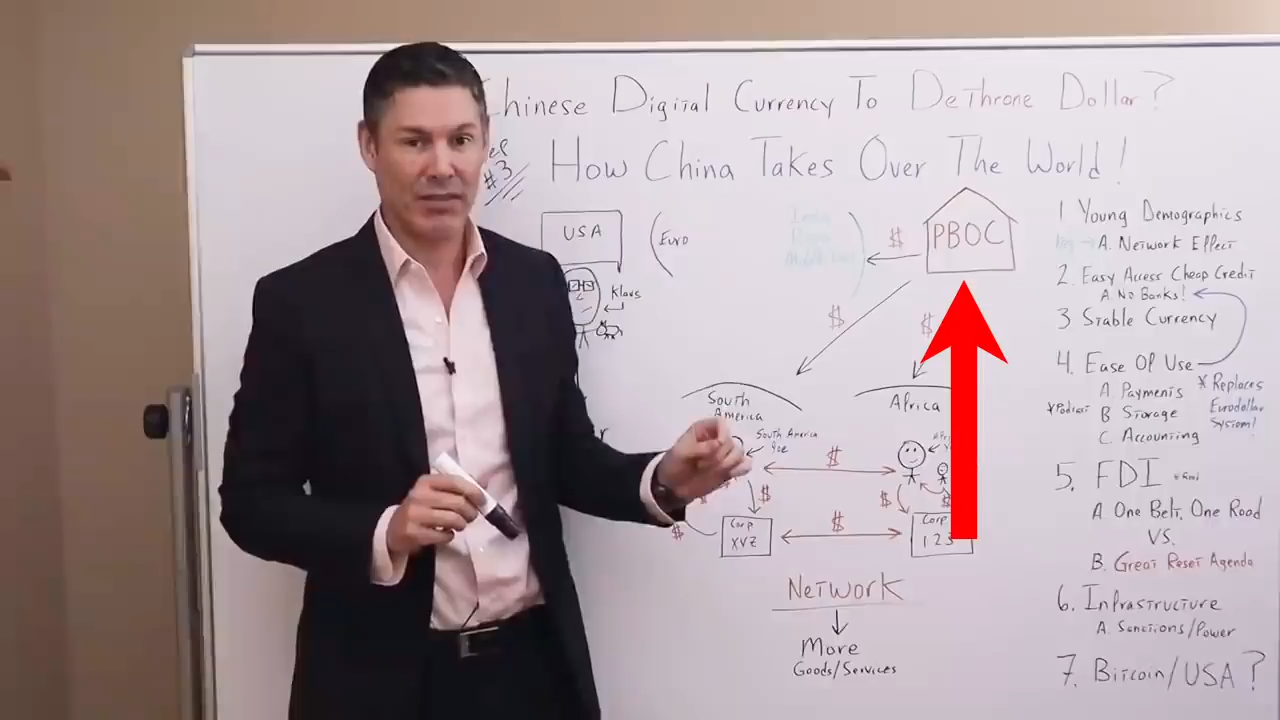 Chinese Digital Currency To Dethrone Dollar?
#3
How China Takes Over The World!
USA
(Euro
$
PBOC
Klaus
$
$
South
America
Africa
South America
Joe
$
$
$
Corp
XYZ
$
$
Corp
123
$
Network
More
Goods/Services
1 Young Demographics
A. Network Effect
2. Easy Access Cheap Credit
A. No Banks!
3 Stable Currency
4. Ease Of Use
A. Payments
* Replaces
Eurodollar
System!
*Podcast
B Storage
C. Accounting
5. FDI
A One Belt, One Road
VS.
B. Great Reset Agenda
6. Infrastructure
A. Sanctions/Power
7. Bitcoin/USA?